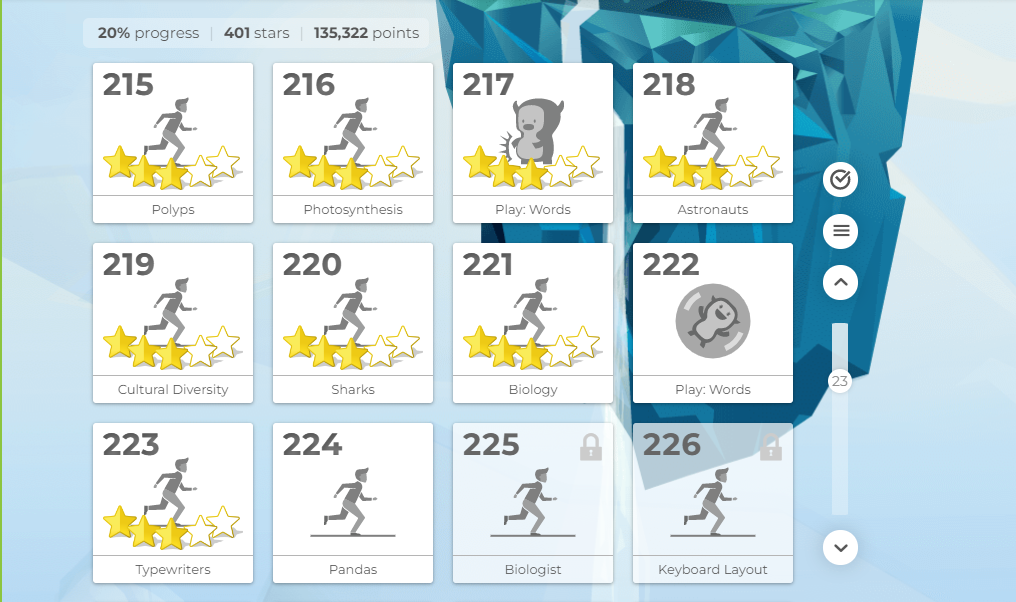 20% progress | 401 stars | 135,322 points
215
Polyps
216
Photosynthesis
217
Play: Words
218
Astronauts
219
Cultural Diversity
220
Sharks
221
Biology
222
Play: Words
23
223
Typewriters
224
Pandas
225
Biologist
226
Keyboard Layout